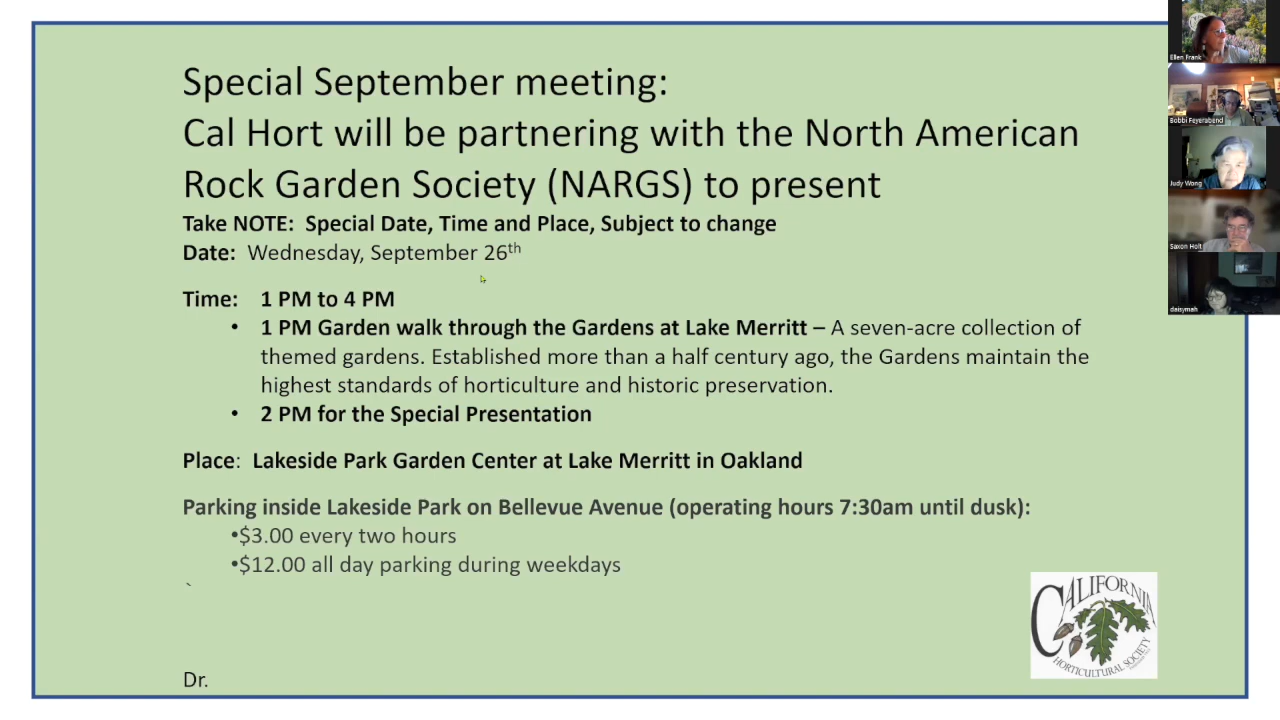 Special September meeting:
Cal Hort will be partnering with the North American
Rock Garden Society (NARGS) to present
Take NOTE: Special Date, Time and Place, Subject to change
Date: Wednesday, September 26th
Time: 1 PM to 4 PM
• 1 PM Garden walk through the Gardens at Lake Merritt – A seven-acre collection of
themed gardens. Established more than a half century ago, the Gardens maintain the
highest standards of horticulture and historic preservation.
• 2 PM for the Special Presentation
Place: Lakeside Park Garden Center at Lake Merritt in Oakland
Parking inside Lakeside Park on Bellevue Avenue (operating hours 7:30am until dusk):
•$3.00 every two hours
•$12.00 all day parking during weekdays
`
Dr.
CALIFORNIA
HORTICULTURAL SOCIETY
Ellen Frank
Bobbi Feyerabend
Judy Wong
Saxon Holt
daisymah